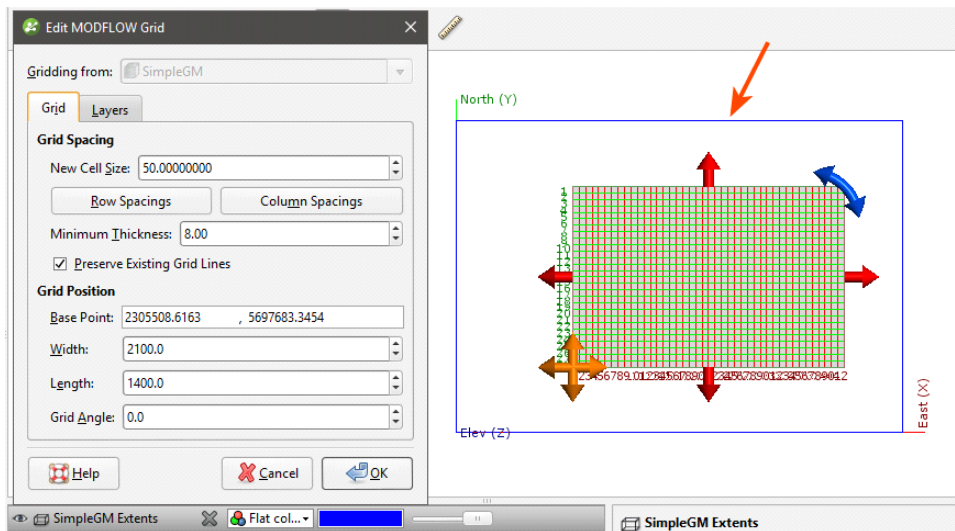 Edit MODFLOW Grid
Gridding from: SimpleGM
Grid Layers
Grid Spacing
New Cell Size: 50.00000000
Row Spacings Column Spacings
Minimum Thickness: 8.00
Preserve Existing Grid Lines
Grid Position
Base Point: 2305508.6163 , 5697683.3454
Width: 2100.0
Length: 1400.0
Grid Angle: 0.0
Help Cancel OK
SimpleGM Extents Flat col...
North (Y)
Elev (Z)
East (X)
SimpleGM Extents